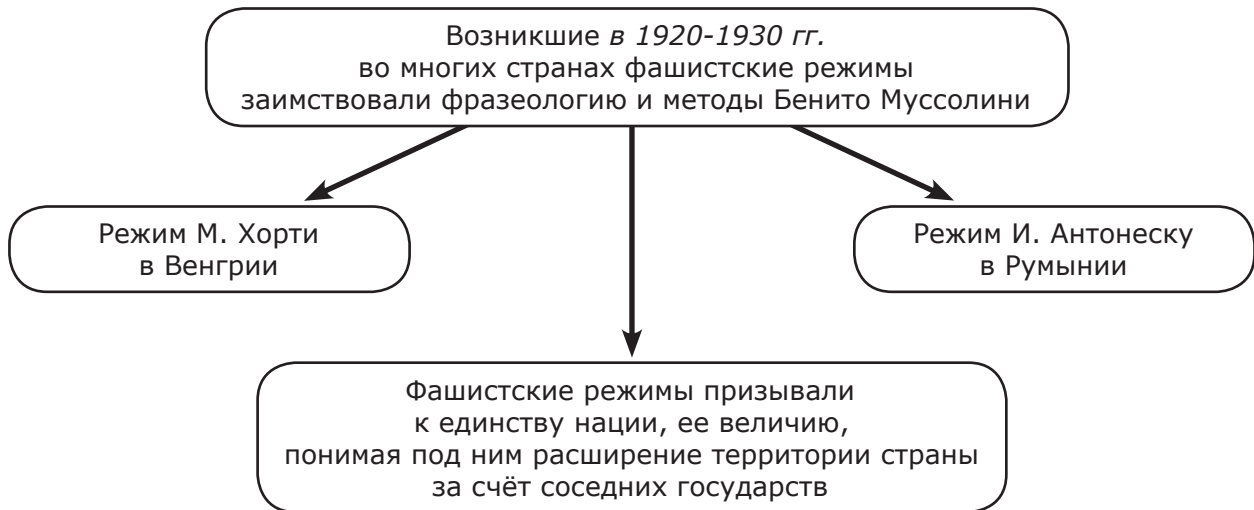 Возникшие в 1920-1930 гг.
во многих странах фашистские режимы
заимствовали фразеологию и методы Бенито Муссолини
Режим М. Хорти
в Венгрии
Режим И. Антонеску
в Румынии
Фашистские режимы призывали
к единству нации, ее величию,
понимая под ним расширение территории страны
за счёт соседних государств